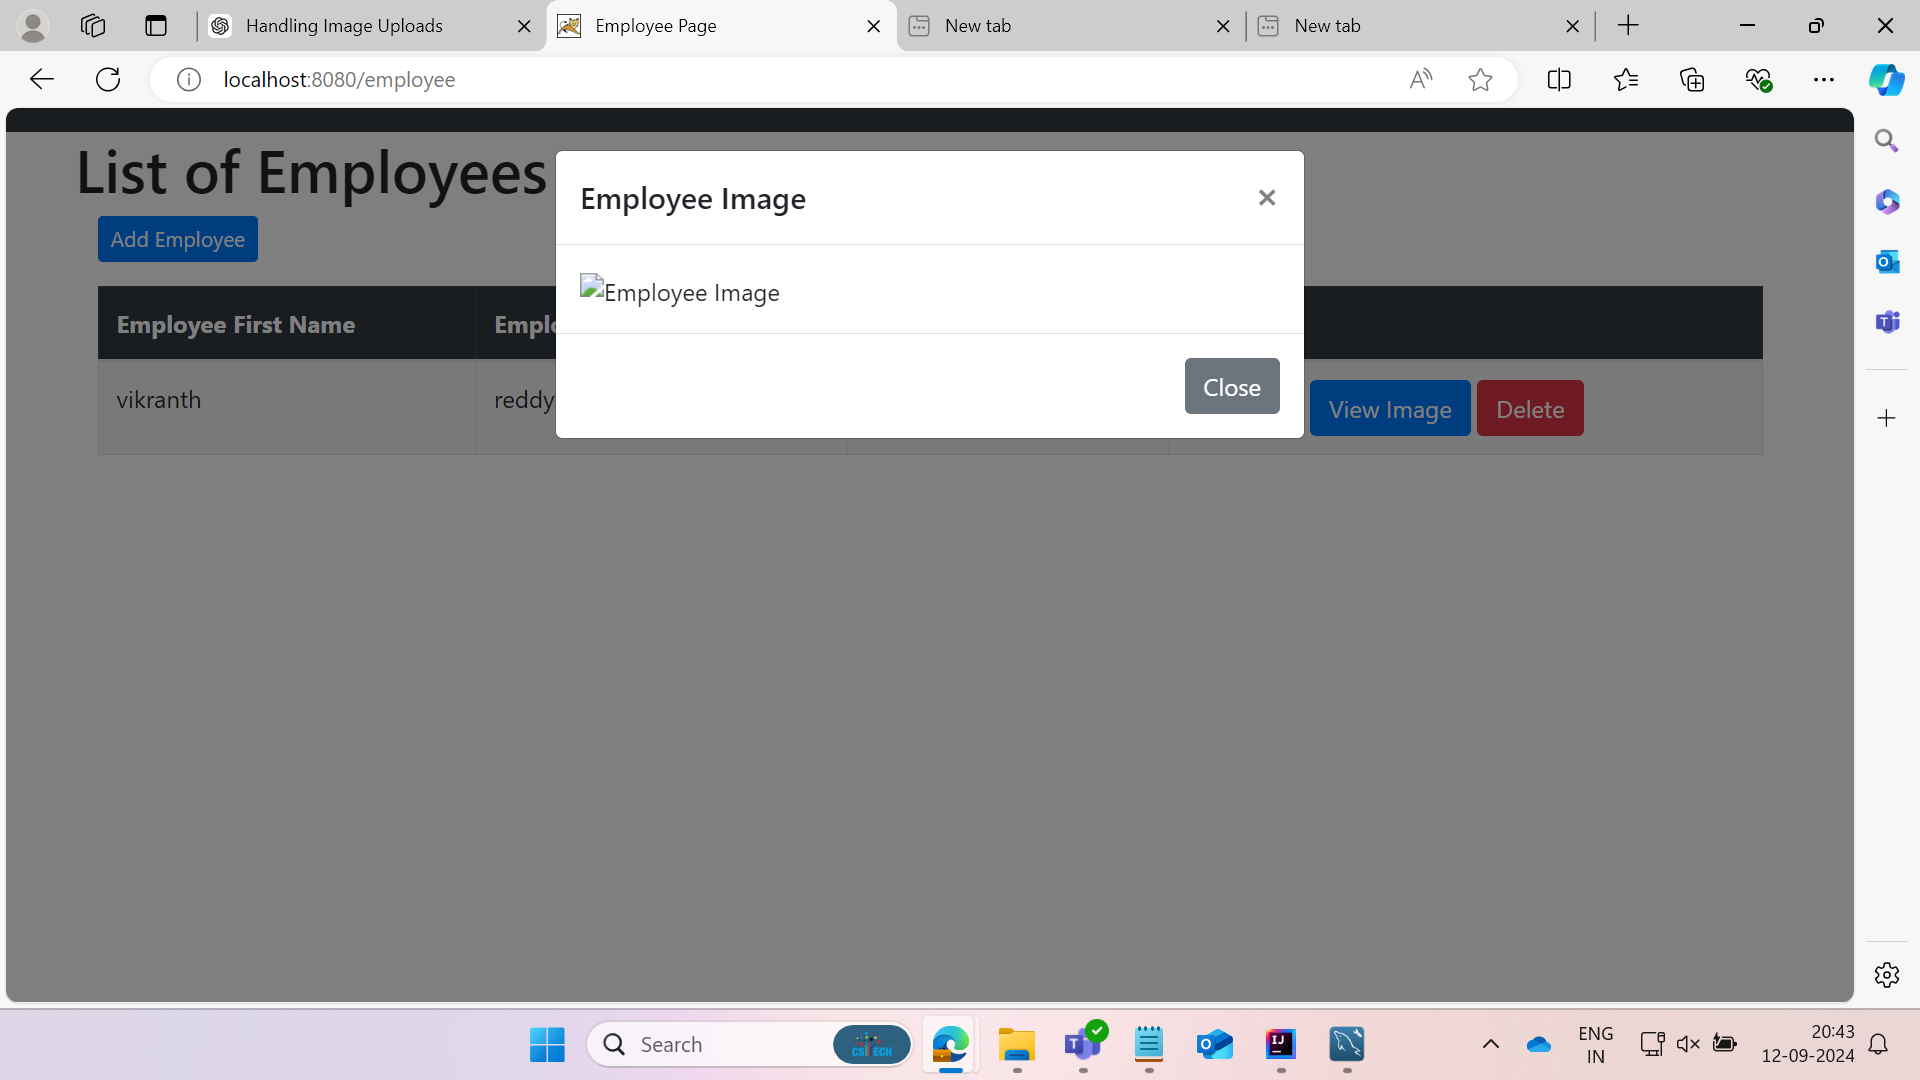 Handling Image Uploads
Employee Page
New tab
New tab
localhost:8080/employee
List of Employees
Add Employee
Employee Image
×
Employee Image
Close
Employee First Name
Emplo
vikranth
reddy
View Image
Delete
Search
CSITECH
ENG
IN
20:43
12-09-2024